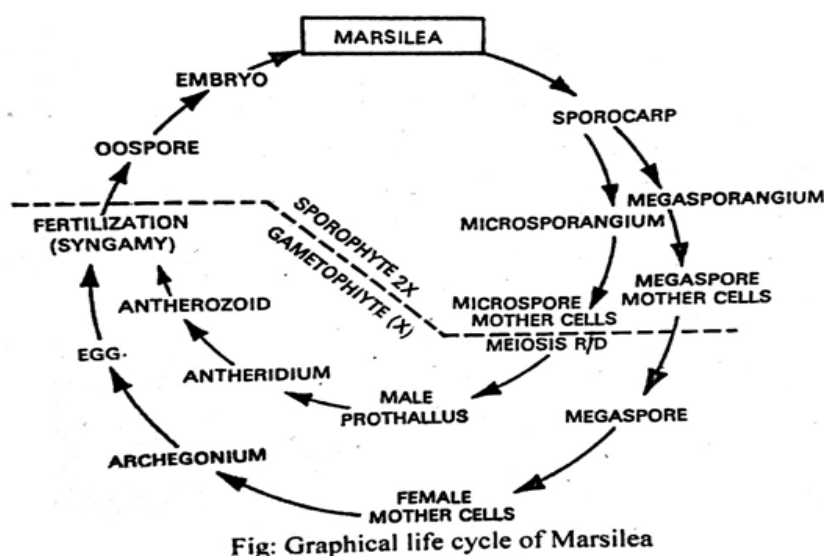 MARSILEA
EMBRYO
SPOROCARP
OOSPORE
MEGASPORANGIUM
MICROSPORANGIUM
FERTILIZATION
(SYNGAMY)
SPOROPHYTE 2X
GAMETOPHIYTE (X)
MEGASPORE
MOTHER CELLS
MICROSPORE
MOTHER CELLS
ANTHEROZOID
MEIOSIS R/D
EGG.
ANTHERIDIUM
MALE
PROTHALLUS
MEGASPORE
ARCHEGONIUM
FEMALE
MOTHER CELLS
Fig: Graphical life cycle of Marsilea